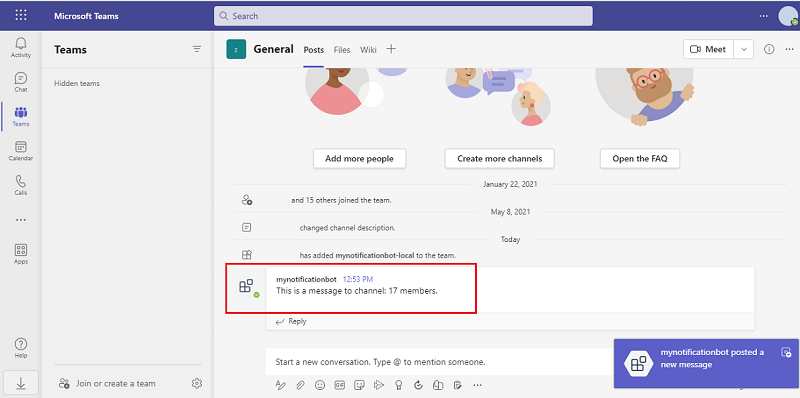 Microsoft Teams
Search
Activity
Chat
Teams
Calendar
Calls
Apps
Help
Teams
Hidden teams
Join or create a team
z
General
Posts
Files
Wiki
Meet
Add more people
Create more channels
Open the FAQ
January 22, 2021
and 15 others joined the team.
May 8, 2021
changed channel description.
Today
has added mynotificationbot-local to the team.
mynotificationbot 12:53 PM
This is a message to channel: 17 members.
Reply
Start a new conversation. Type @ to mention someone.
GIF
mynotificationbot posted a
new message